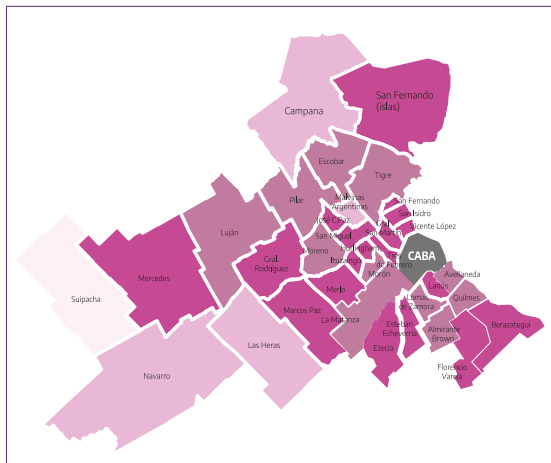 San Fernando
(islas)
Campana
Escobar
Tigre
Pilar
Malvinas
Argentinas
San Fernando
José C.Paz
San Isidro
Gral.
San Martín
Vicente López
Luján
San Miguel
Hurlingham
Moreno
Tres
de Febrero
CABA
Gral.
Rodríguez
Ituzaingó
Morón
Avellaneda
Mercedes
Merlo
Lanús
Suipacha
Lomas
de Zamora
Quilmes
Marcos Paz
La Matanza
Esteban
Echeverría
Almirante
Brown
Berazategui
Las Heras
Ezeiza
Florencio
Varela
Navarro